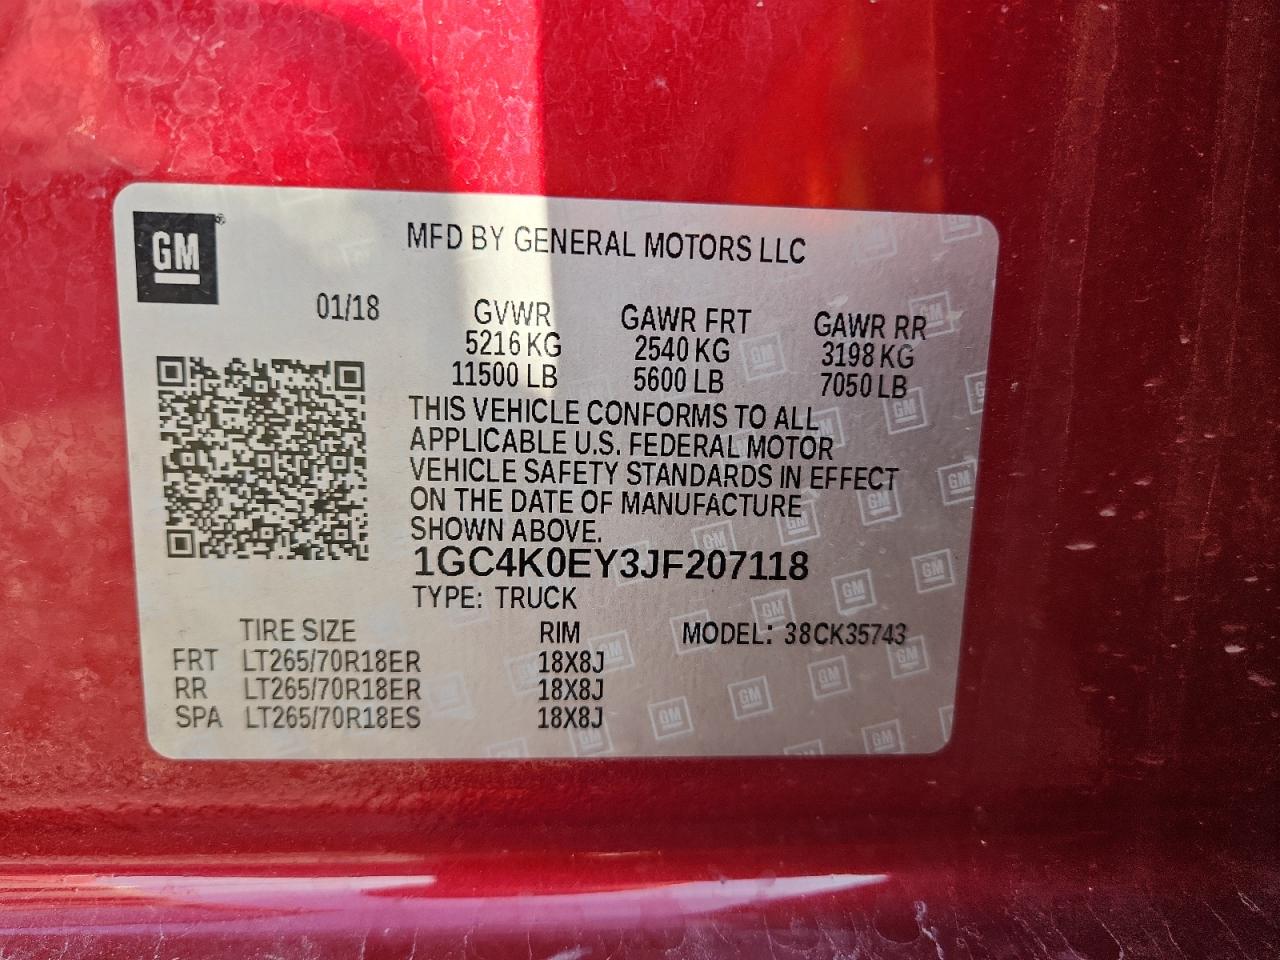 GM
MFD BY GENERAL MOTORS LLC
01/18
GVWR GAWR FRT GAWR RR
5216 KG 2540 KG 3198 KG
11500 LB 5600 LB 7050 LB
THIS VEHICLE CONFORMS TO ALL
APPLICABLE U.S. FEDERAL MOTOR
VEHICLE SAFETY STANDARDS IN EFFECT
ON THE DATE OF MANUFACTURE
SHOWN ABOVE.
1GC4K0EY3JF207118
TYPE: TRUCK
TIRE SIZE RIM MODEL: 38CK35743
FRT LT265/70R18ER 18X8J
RR LT265/70R18ER 18X8J
SPA LT265/70R18ES 18X8J